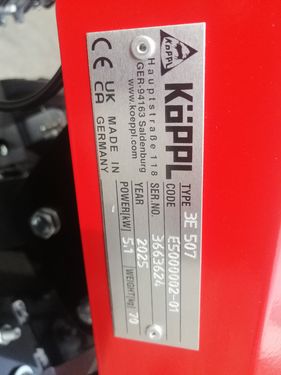 KöPPL
KÖPPL
Hauptstraße 118
GER-94163 Saldenburg
www.koeppl.com
CE UK CA MADE IN GERMANY
TYPE 3E 507
CODE E5000002-01
SER.NO. 3663624
YEAR 2025
POWER[kW] 5.1 WEIGHT[kg] 70